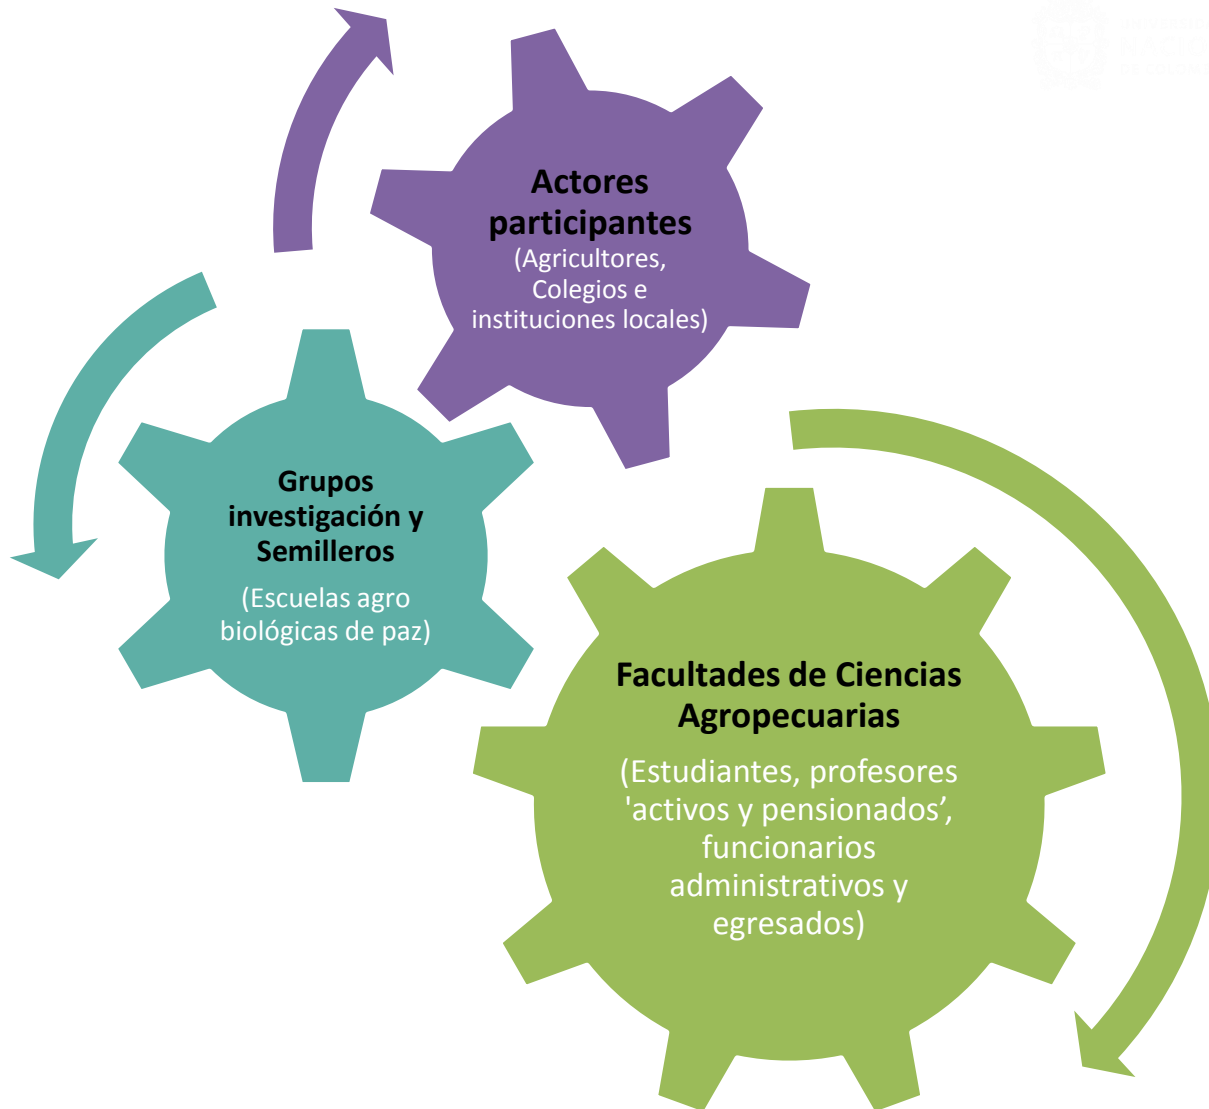 Actores
participantes
(Agricultores,
Colegios e
instituciones locales)
Grupos
investigación y
Semilleros
(Escuelas agro
biológicas de paz)
Facultades de Ciencias
Agropecuarias
(Estudiantes, profesores
'activos y pensionados’,
funcionarios
administrativos y
egresados)